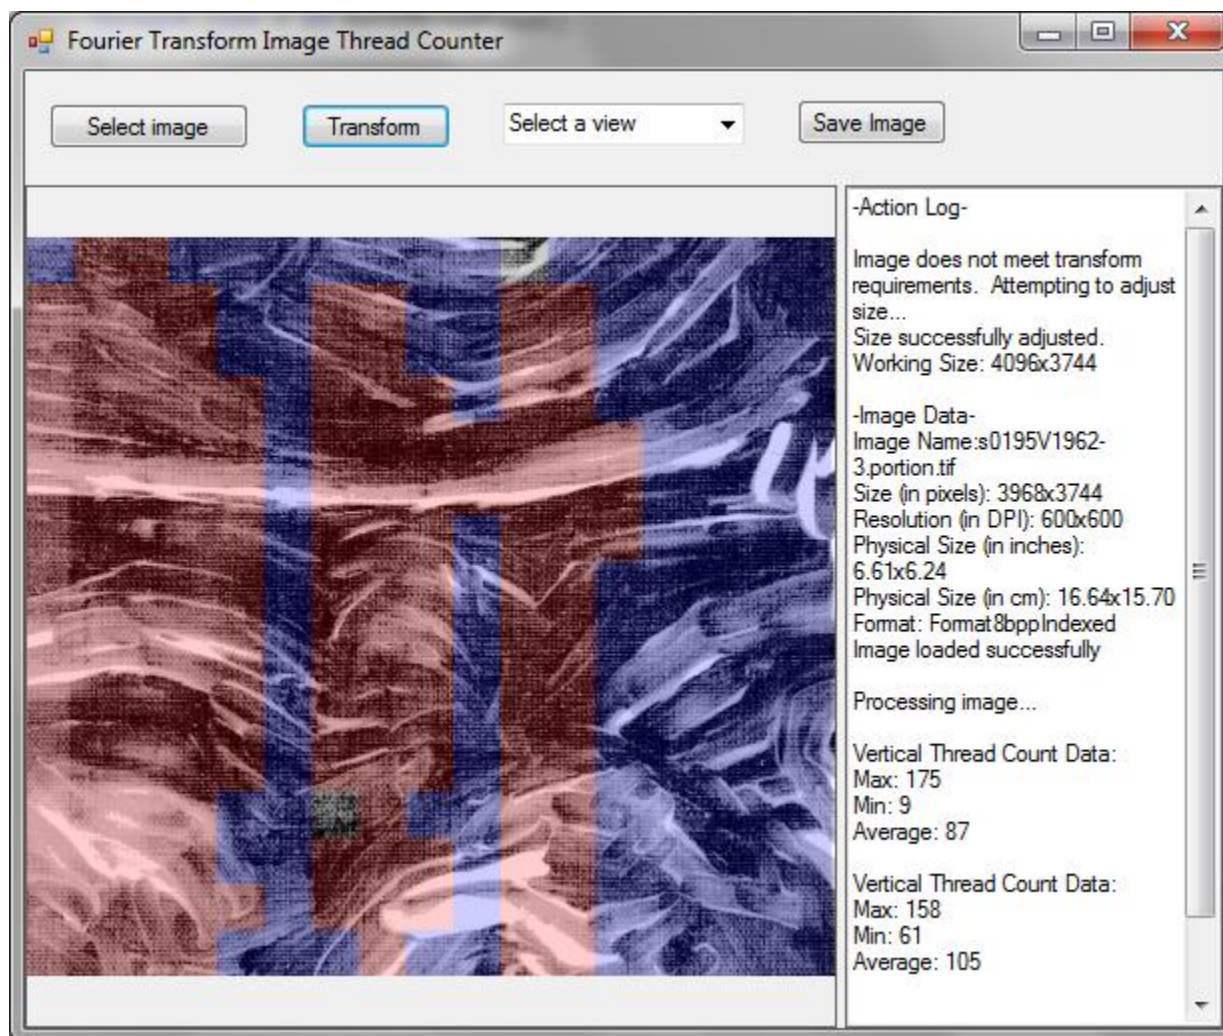 Fourier Transform Image Thread Counter
Select image
Transform
Select a view
Save Image
-Action Log-
Image does not meet transform
requirements.  Attempting to adjust
size...
Size successfully adjusted.
Working Size: 4096x3744
-Image Data-
Image Name:s0195V1962-
3.portion.tif
Size (in pixels): 3968x3744
Resolution (in DPI): 600x600
Physical Size (in inches):
6.61x6.24
Physical Size (in cm): 16.64x15.70
Format: Format8bppIndexed
Image loaded successfully
Processing image...
Vertical Thread Count Data:
Max: 175
Min: 9
Average: 87
Vertical Thread Count Data:
Max: 158
Min: 61
Average: 105